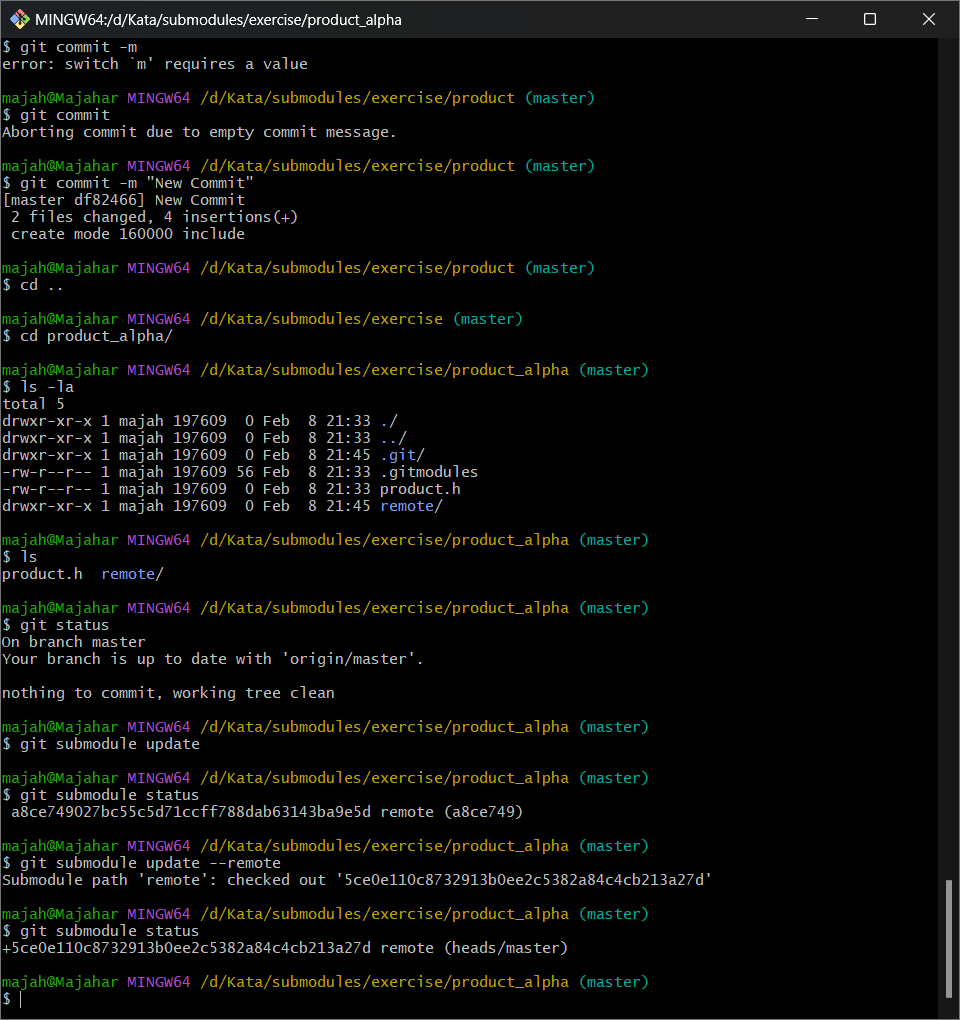 MINGW64:/d/Kata/submodules/exercise/product_alpha
$ git commit -m
error: switch `m' requires a value
majah@Majahar MINGW64 /d/Kata/submodules/exercise/product (master)
$ git commit
Aborting commit due to empty commit message.
majah@Majahar MINGW64 /d/Kata/submodules/exercise/product (master)
$ git commit -m "New Commit"
[master df82466] New Commit
 2 files changed, 4 insertions(+)
 create mode 160000 include
majah@Majahar MINGW64 /d/Kata/submodules/exercise/product (master)
$ cd ..
majah@Majahar MINGW64 /d/Kata/submodules/exercise (master)
$ cd product_alpha/
majah@Majahar MINGW64 /d/Kata/submodules/exercise/product_alpha (master)
$ ls -la
total 5
drwxr-xr-x 1 majah 197609  0 Feb  8 21:33 ./
drwxr-xr-x 1 majah 197609  0 Feb  8 21:33 ../
drwxr-xr-x 1 majah 197609  0 Feb  8 21:45 .git/
-rw-r--r-- 1 majah 197609 56 Feb  8 21:33 .gitmodules
-rw-r--r-- 1 majah 197609  0 Feb  8 21:33 product.h
drwxr-xr-x 1 majah 197609  0 Feb  8 21:45 remote/
majah@Majahar MINGW64 /d/Kata/submodules/exercise/product_alpha (master)
$ ls
product.h  remote/
majah@Majahar MINGW64 /d/Kata/submodules/exercise/product_alpha (master)
$ git status
On branch master
Your branch is up to date with 'origin/master'.
nothing to commit, working tree clean
majah@Majahar MINGW64 /d/Kata/submodules/exercise/product_alpha (master)
$ git submodule update
majah@Majahar MINGW64 /d/Kata/submodules/exercise/product_alpha (master)
$ git submodule status
 a8ce749027bc55c5d71ccff788dab63143ba9e5d remote (a8ce749)
majah@Majahar MINGW64 /d/Kata/submodules/exercise/product_alpha (master)
$ git submodule update --remote
Submodule path 'remote': checked out '5ce0e110c8732913b0ee2c5382a84c4cb213a27d'
majah@Majahar MINGW64 /d/Kata/submodules/exercise/product_alpha (master)
$ git submodule status
+5ce0e110c8732913b0ee2c5382a84c4cb213a27d remote (heads/master)
majah@Majahar MINGW64 /d/Kata/submodules/exercise/product_alpha (master)
$